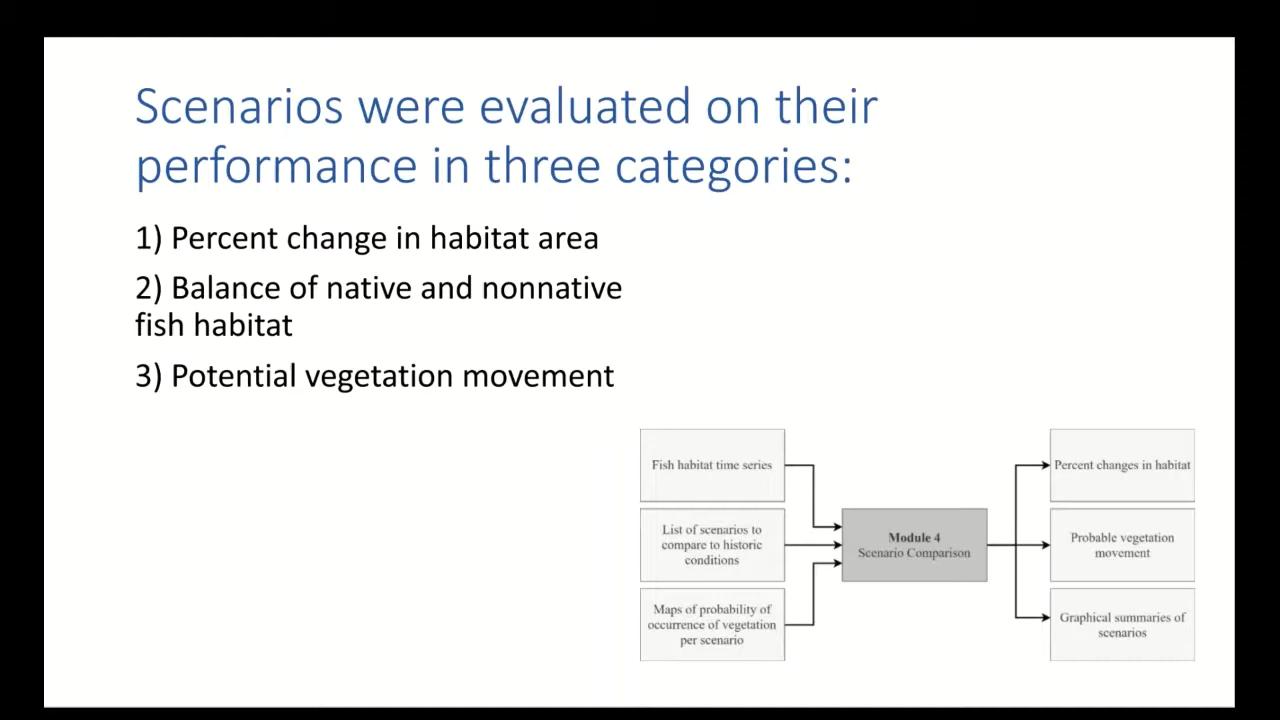 Scenarios were evaluated on their
performance in three categories:
1) Percent change in habitat area
2) Balance of native and nonnative
fish habitat
3) Potential vegetation movement
Fish habitat time series
List of scenarios to
compare to historic
conditions
Maps of probability of
occurrence of vegetation
per scenario
Module 4
Scenario Comparison
Percent changes in habitat
Probable vegetation
movement
Graphical summaries of
scenarios